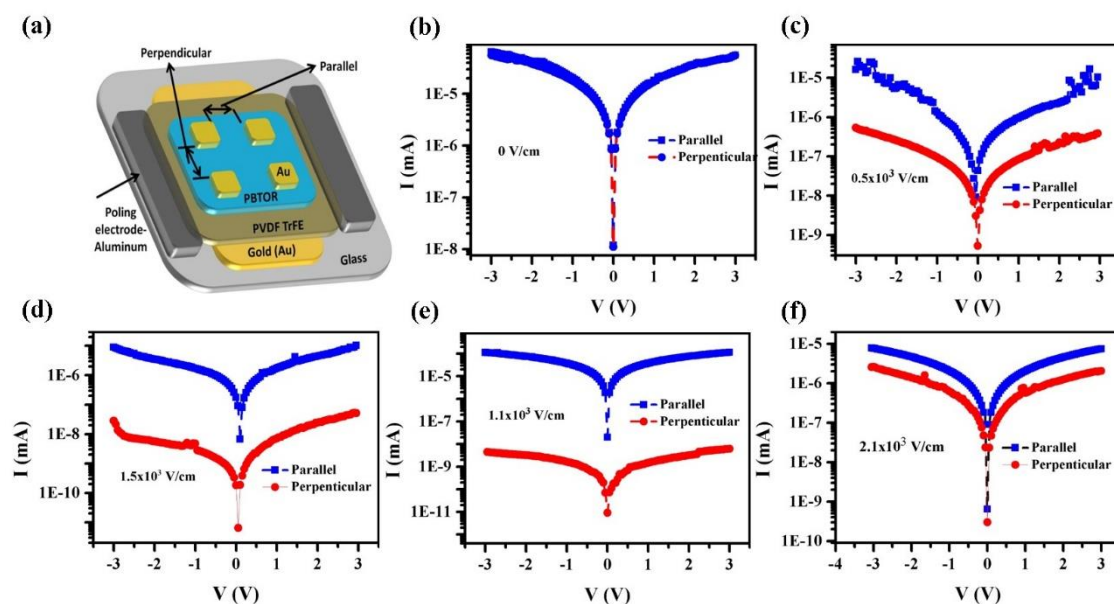 (a)
Perpendicular
Parallel
Au
PBTOR
Poling
electrode-
Aluminum
PVDF TrFE
Gold (Au)
Glass
(b)
I (mA)
1E-5
1E-6
1E-7
1E-8
0 V/cm
Parallel
Perpenticular
-3 -2 -1 0 1 2 3
V (V)
(c)
I (mA)
1E-5
1E-6
1E-7
1E-8
1E-9
0.5x10³ V/cm
Parallel
Perpenticular
-3 -2 -1 0 1 2 3
V (V)
(d)
I (mA)
1E-6
1E-8
1E-10
1.5x10³ V/cm
Parallel
Perpenticular
-3 -2 -1 0 1 2 3
V (V)
(e)
I (mA)
1E-5
1E-7
1E-9
1E-11
1.1x10³ V/cm
Parallel
Perpenticular
-3 -2 -1 0 1 2 3
V (V)
(f)
I (mA)
1E-5
1E-6
1E-7
1E-8
1E-9
1E-10
2.1x10³ V/cm
Parallel
Perpenticular
-3 -2 -1 0 1 2 3
V (V)